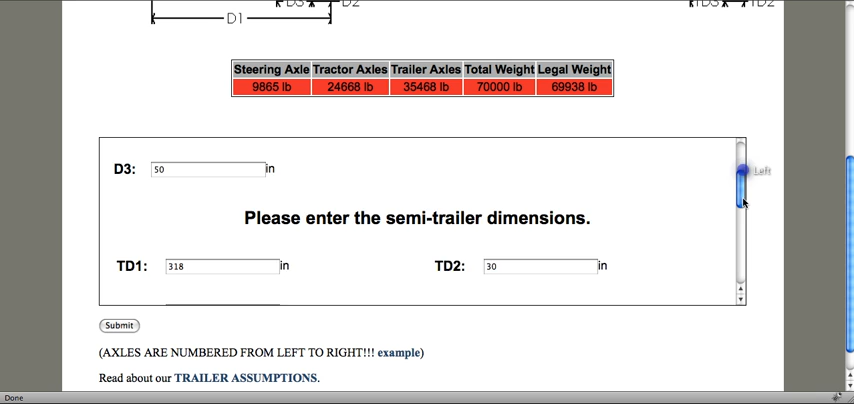 D3 D2 TD3 TD2
D1
Steering Axle Tractor Axles Trailer Axles Total Weight Legal Weight
9865 lb 24668 lb 35468 lb 70000 lb 69938 lb
D3: 50 in
Left
Please enter the semi-trailer dimensions.
TD1: 318 in TD2: 30 in
Submit
(AXLES ARE NUMBERED FROM LEFT TO RIGHT!!! example)
Read about our TRAILER ASSUMPTIONS.
Done